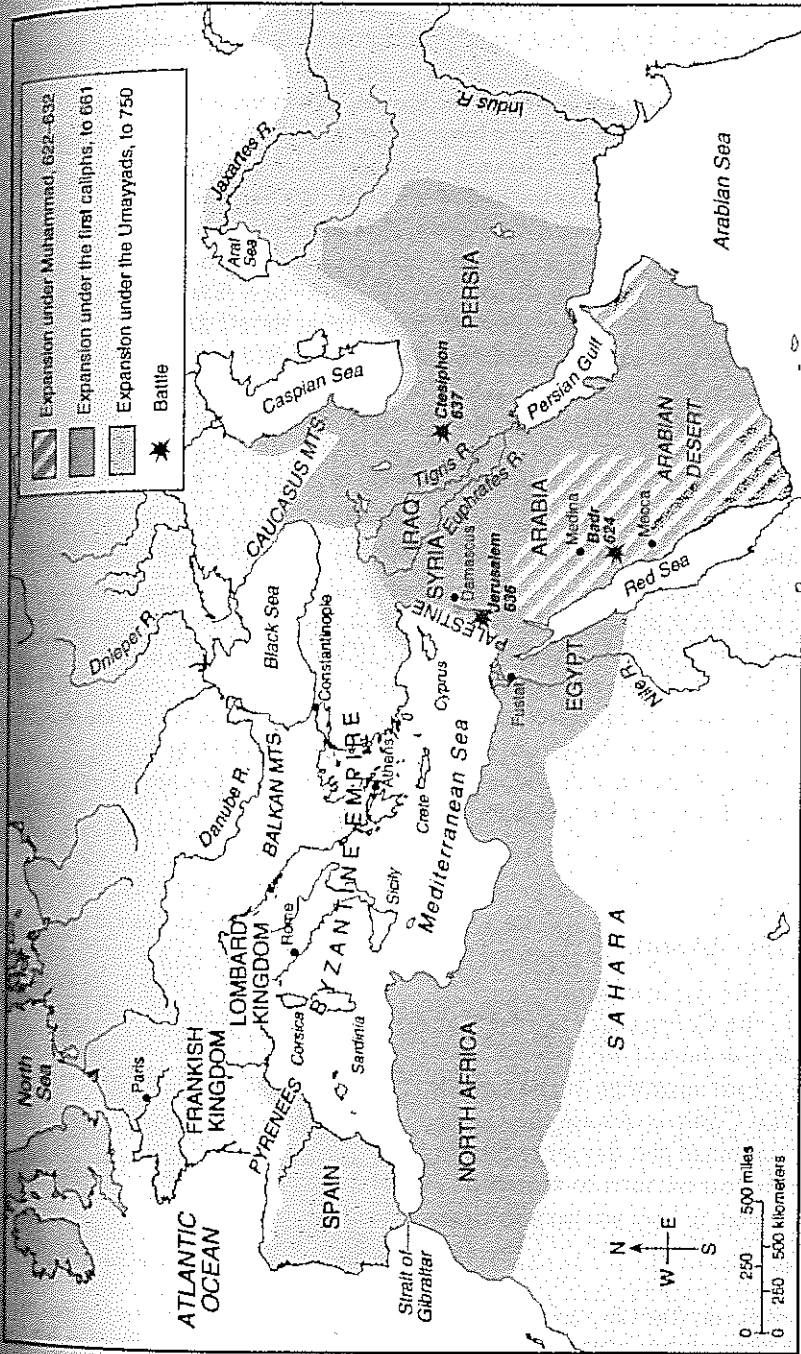 Expansion under Muhammad, 622–632
Expansion under the first caliphs, to 661
Expansion under the Umayyads, to 750
Battle
North
Sea
Paris
ATLANTIC
OCEAN
FRANKISH
KINGDOM
PYRENEES
SPAIN
Strait of
Gibraltar
LOMBARD
KINGDOM
Corsica
Sardinia
Rome
BYZANTINE EMPIRE
Sicily
Danube R.
BALKAN MTS.
Dnieper R.
Black Sea
Constantinople
Athens
Crete
Cyprus
Mediterranean Sea
CAUCASUS MTS.
Caspian Sea
Aral
Sea
Jaxartes R.
Indus R.
PERSIA
Ctesiphon
637
Tigris R.
Euphrates R.
IRAQ
SYRIA
Damascus
PALESTINE
Jerusalem
636
Persian Gulf
Arabian Sea
ARABIA
Medina
Badr
624
Mecca
ARABIAN
DESERT
Red Sea
EGYPT
Fustat
Nile R.
NORTH AFRICA
SAHARA
N
W E
S
0 250 500 miles
0 250 500 kilometers